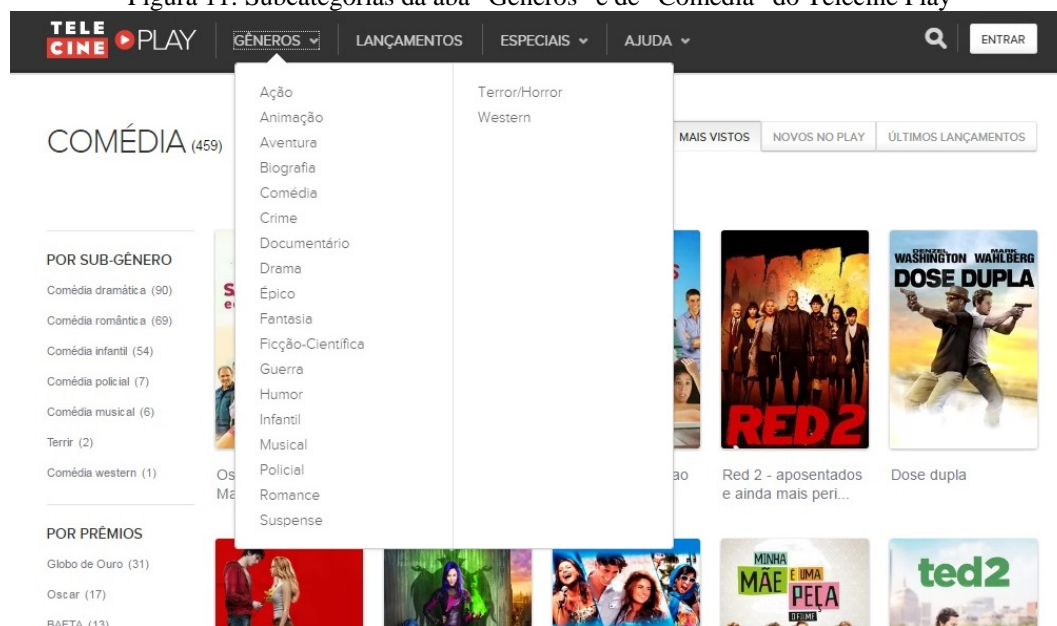 Figura 11: Subcategorias da aba "Gêneros" e de "Comédia" do Telecine Play
TELE
CINE PLAY
GÊNEROS
LANÇAMENTOS
ESPECIAIS
AJUDA
ENTRAR
Ação
Animação
Aventura
Biografia
Comédia
Crime
Documentário
Drama
Épico
Fantasia
Ficção-Científica
Guerra
Humor
Infantil
Musical
Policial
Romance
Suspense
Terror/Horror
Western
COMÉDIA (459)
MAIS VISTOS
NOVOS NO PLAY
ÚLTIMOS LANÇAMENTOS
POR SUB-GÊNERO
Comédia dramática (90)
Comédia romântica (69)
Comédia infantil (54)
Comédia policial (7)
Comédia musical (6)
Terrir (2)
Comédia western (1)
POR PRÊMIOS
Globo de Ouro (31)
Oscar (17)
BAFTA (13)
Os
Ma
ao
RED 2
Red 2 - aposentados
e ainda mais peri...
DENZEL WASHINGTON MARK WAHLBERG
DOSE DUPLA
Dose dupla
MINHA
MÃE É UMA
PEÇA
O FILME
ted2